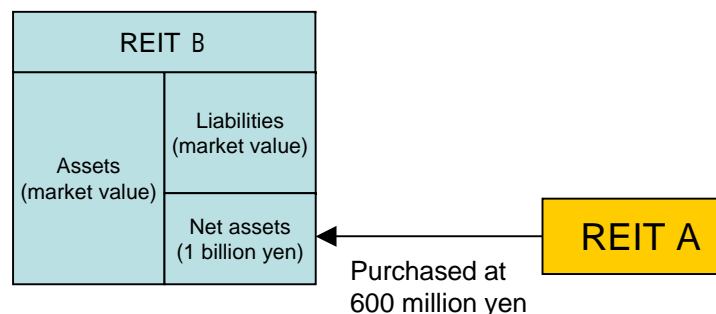 REIT B
Assets
(market value)
Liabilities
(market value)
Net assets
(1 billion yen)
Purchased at
600 million yen
REIT A